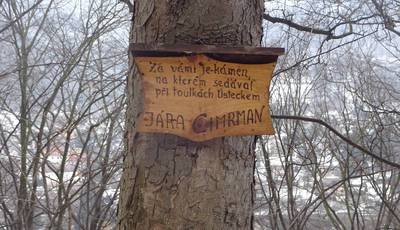 Za vámi je kámen,
na kterém sedával
při toulkách Ústeckem
JÁRA CIMRMAN